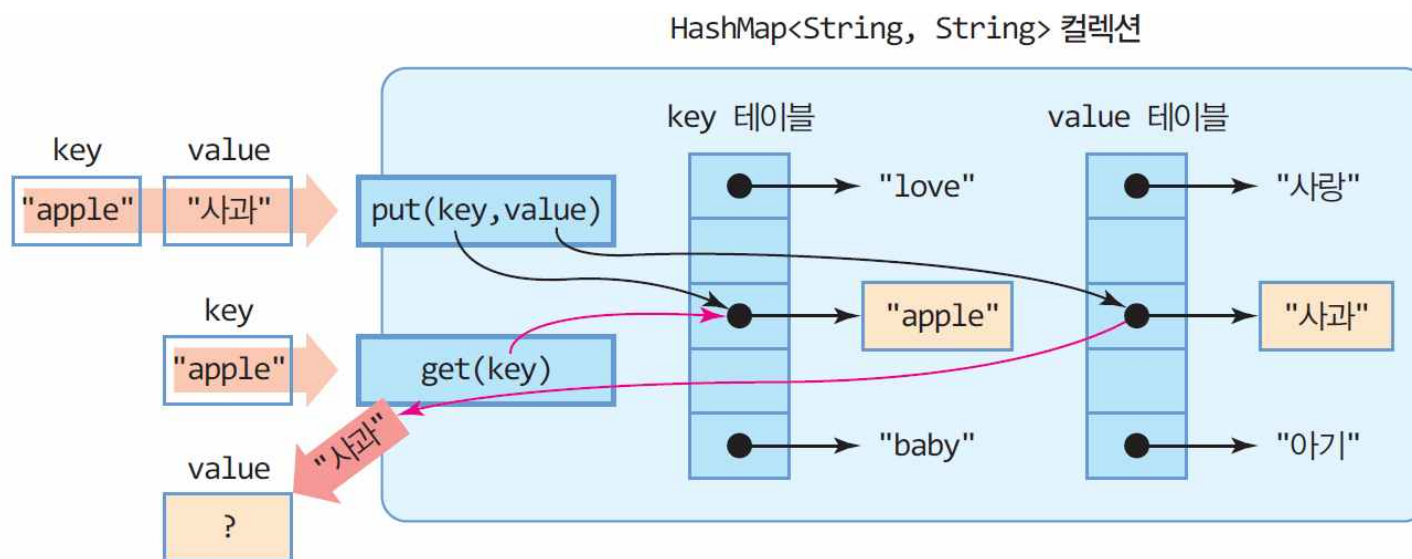 HashMap<String, String> 컬렉션
key 테이블
value 테이블
key
value
"apple"
"사과"
put(key,value)
"love"
"사랑"
"apple"
"사과"
key
"apple"
get(key)
"사과"
"baby"
"아기"
value
?